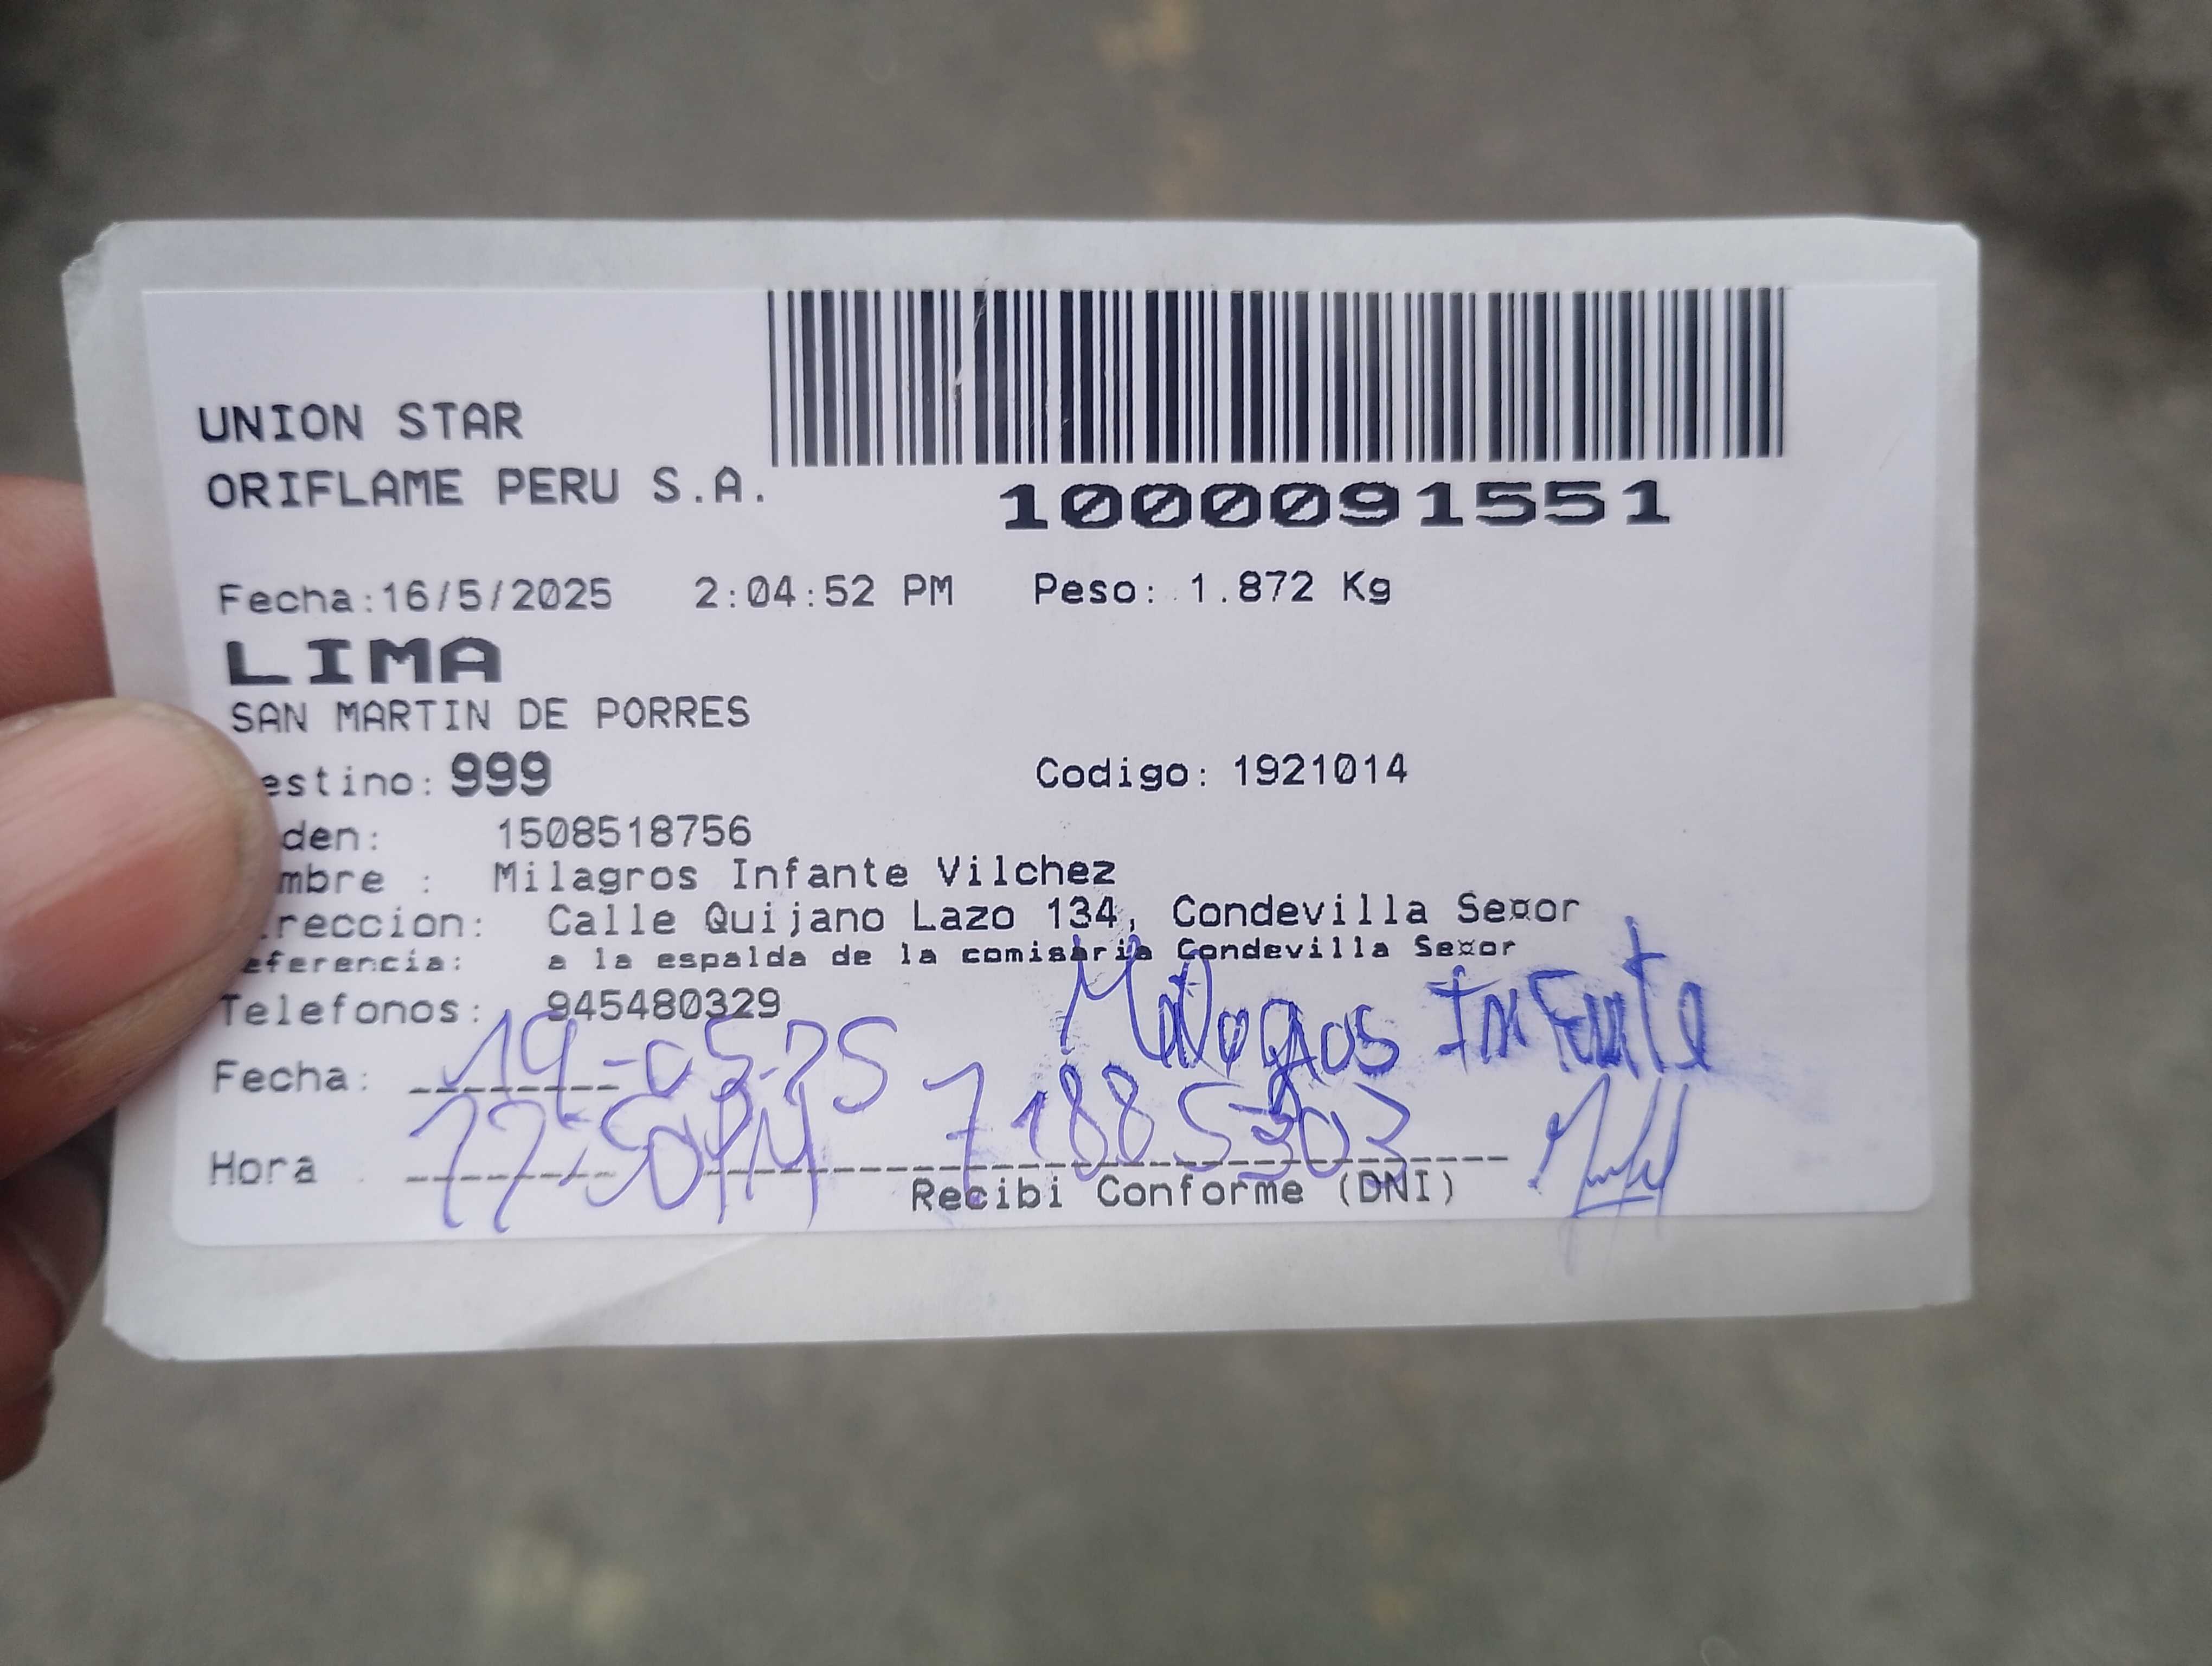 UNION STAR
ORIFLAME PERU S.A.
1000091551
Fecha:16/5/2025 2:04:52 PM Peso: 1.872 Kg
LIMA
SAN MARTIN DE PORRES
estino: 999 Codigo: 1921014
den: 1508518756
mbre : Milagros Infante Vilchez
reccion: Calle Quijano Lazo 134, Condevilla Se¤or
eferencia: a la espalda de la comisaria Condevilla Se¤or
Telefonos: 945480329
Milagros Infante
Fecha: 19-05-25
Hora
Recibi Conforme (DNI)